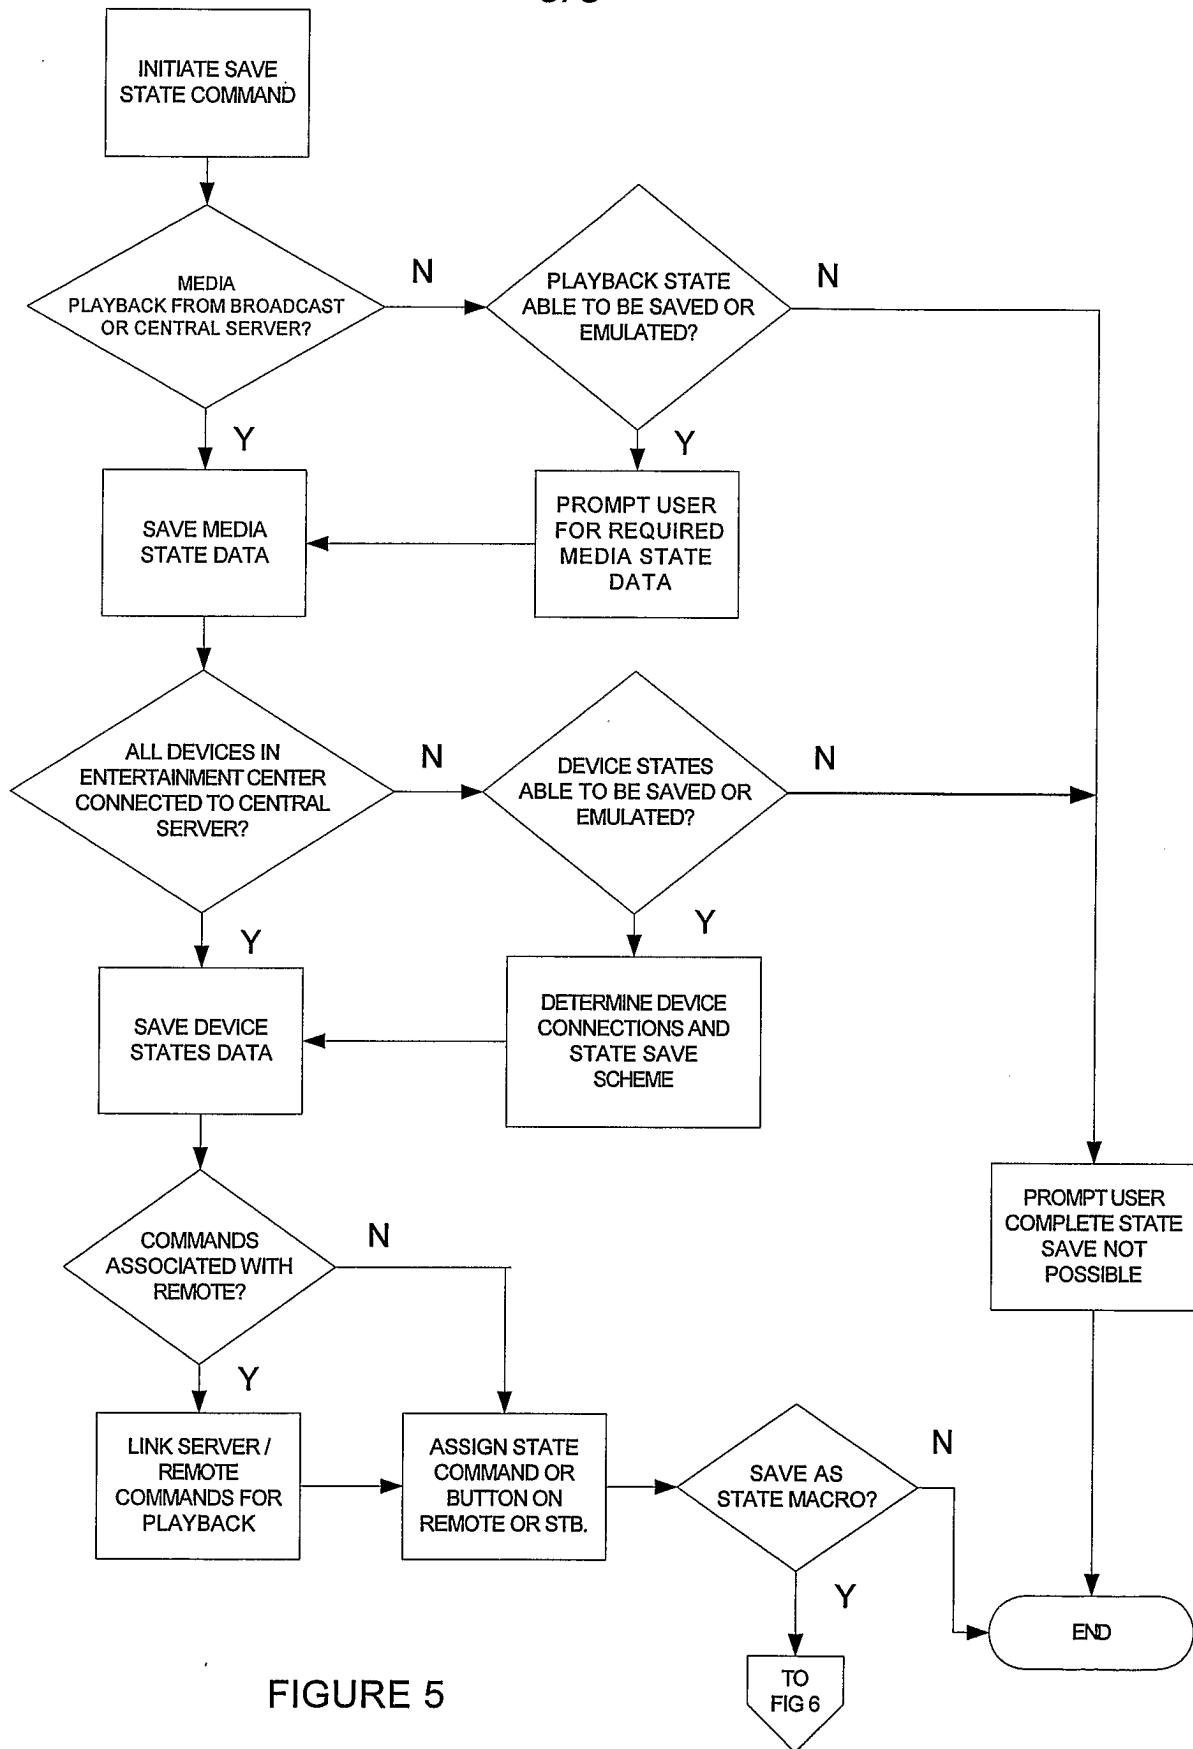 INITIATE SAVE
STATE COMMAND
MEDIA
PLAYBACK FROM BROADCAST
OR CENTRAL SERVER?
N
PLAYBACK STATE
ABLE TO BE SAVED OR
EMULATED?
N
Y
Y
SAVE MEDIA
STATE DATA
PROMPT USER
FOR REQUIRED
MEDIA STATE
DATA
ALL DEVICES IN
ENTERTAINMENT CENTER
CONNECTED TO CENTRAL
SERVER?
N
DEVICE STATES
ABLE TO BE SAVED OR
EMULATED?
N
Y
Y
SAVE DEVICE
STATES DATA
DETERMINE DEVICE
CONNECTIONS AND
STATE SAVE
SCHEME
COMMANDS
ASSOCIATED WITH
REMOTE?
N
PROMPT USER
COMPLETE STATE
SAVE NOT
POSSIBLE
Y
LINK SERVER /
REMOTE
COMMANDS FOR
PLAYBACK
ASSIGN STATE
COMMAND OR
BUTTON ON
REMOTE OR STB.
SAVE AS
STATE MACRO?
N
Y
END
TO
FIG 6
FIGURE 5